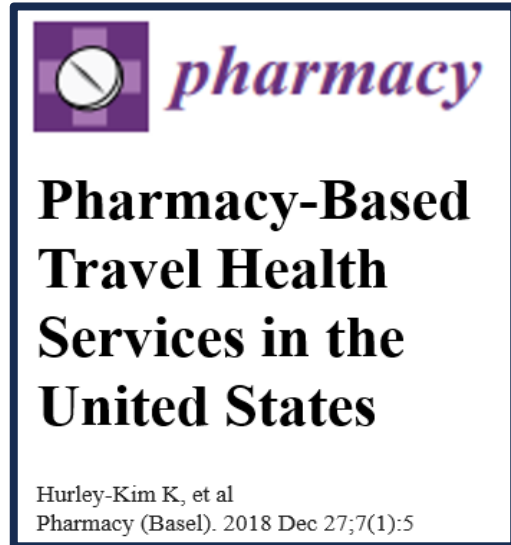 pharmacy
Pharmacy-Based
Travel Health
Services in the
United States
Hurley-Kim K, et al
Pharmacy (Basel). 2018 Dec 27;7(1):5